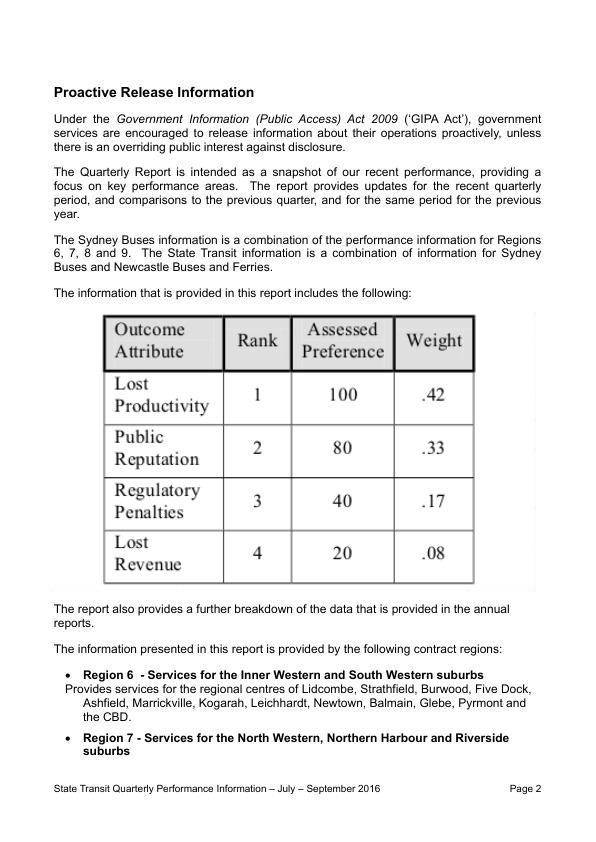 Proactive Release Information
Under the Government Information (Public Access) Act 2009 (‘GIPA Act’), government
services are encouraged to release information about their operations proactively, unless
there is an overriding public interest against disclosure.
The Quarterly Report is intended as a snapshot of our recent performance, providing a
focus on key performance areas. The report provides updates for the recent quarterly
period, and comparisons to the previous quarter, and for the same period for the previous
year.
The Sydney Buses information is a combination of the performance information for Regions
6, 7, 8 and 9. The State Transit information is a combination of information for Sydney
Buses and Newcastle Buses and Ferries.
The information that is provided in this report includes the following:
Outcome Attribute Rank Assessed Preference Weight
Lost Productivity 1 100 .42
Public Reputation 2 80 .33
Regulatory Penalties 3 40 .17
Lost Revenue 4 20 .08
The report also provides a further breakdown of the data that is provided in the annual
reports.
The information presented in this report is provided by the following contract regions:
• Region 6 - Services for the Inner Western and South Western suburbs
Provides services for the regional centres of Lidcombe, Strathfield, Burwood, Five Dock,
Ashfield, Marrickville, Kogarah, Leichhardt, Newtown, Balmain, Glebe, Pyrmont and
the CBD.
• Region 7 - Services for the North Western, Northern Harbour and Riverside
suburbs
State Transit Quarterly Performance Information – July – September 2016 Page 2